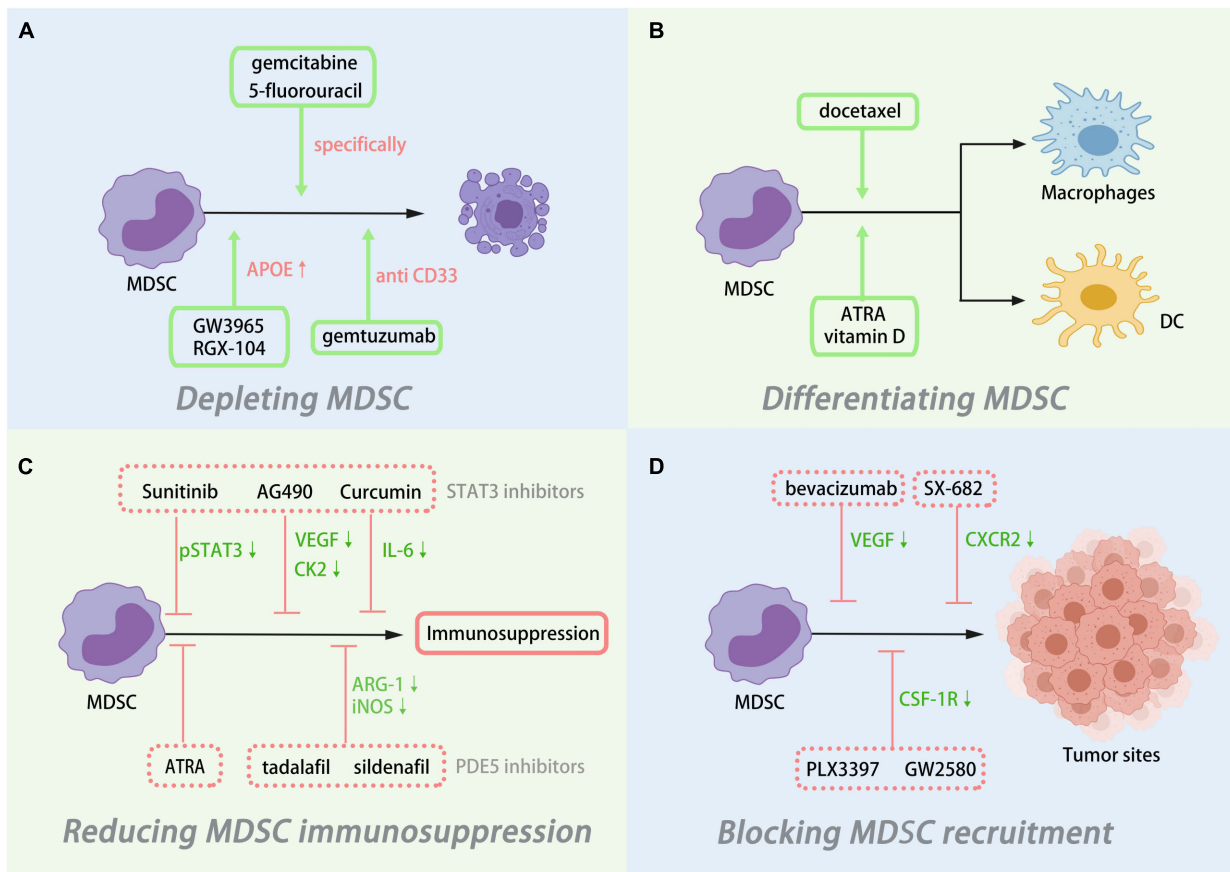 A
gemcitabine
5-fluorouracil
specifically
MDSC
APOE ↑
anti CD33
GW3965
RGX-104
gemtuzumab
Depleting MDSC
B
docetaxel
Macrophages
MDSC
ATRA
vitamin D
DC
Differentiating MDSC
C
Sunitinib AG490 Curcumin STAT3 inhibitors
pSTAT3 ↓
VEGF ↓
CK2 ↓
IL-6 ↓
Immunosuppression
MDSC
ARG-1 ↓
iNOS ↓
ATRA
tadalafil sildenafil PDE5 inhibitors
Reducing MDSC immunosuppression
D
bevacizumab SX-682
VEGF ↓ CXCR2 ↓
MDSC
CSF-1R ↓
Tumor sites
PLX3397 GW2580
Blocking MDSC recruitment